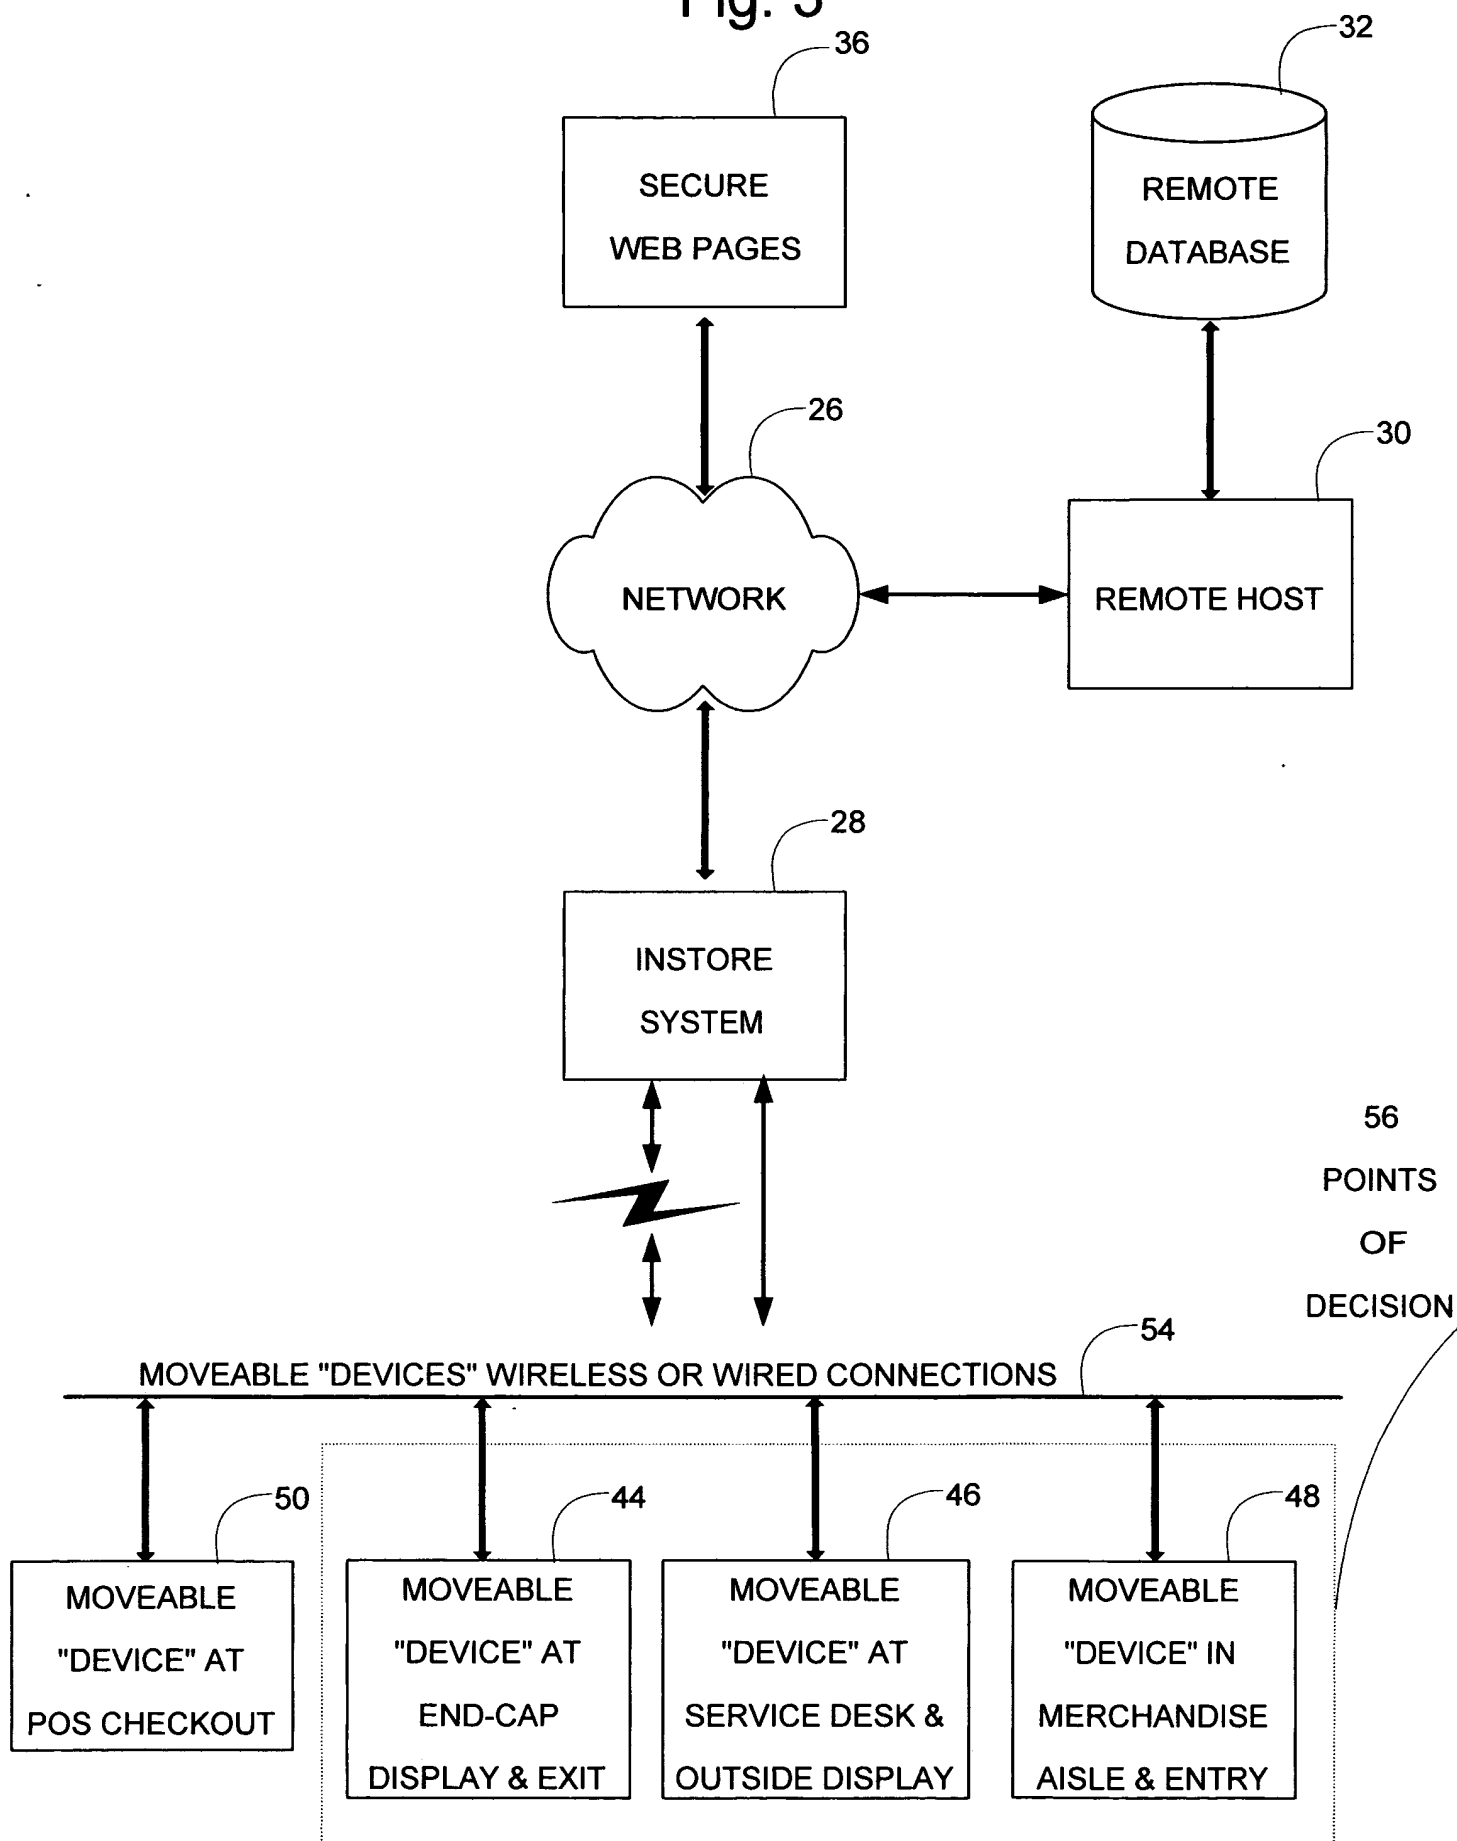 Fig. 3
36
32
SECURE
WEB PAGES
REMOTE
DATABASE
26
30
NETWORK
REMOTE HOST
28
INSTORE
SYSTEM
56
POINTS
OF
DECISION
54
MOVEABLE "DEVICES" WIRELESS OR WIRED CONNECTIONS
50
44
46
48
MOVEABLE
"DEVICE" AT
POS CHECKOUT
MOVEABLE
"DEVICE" AT
END-CAP
DISPLAY & EXIT
MOVEABLE
"DEVICE" AT
SERVICE DESK &
OUTSIDE DISPLAY
MOVEABLE
"DEVICE" IN
MERCHANDISE
AISLE & ENTRY